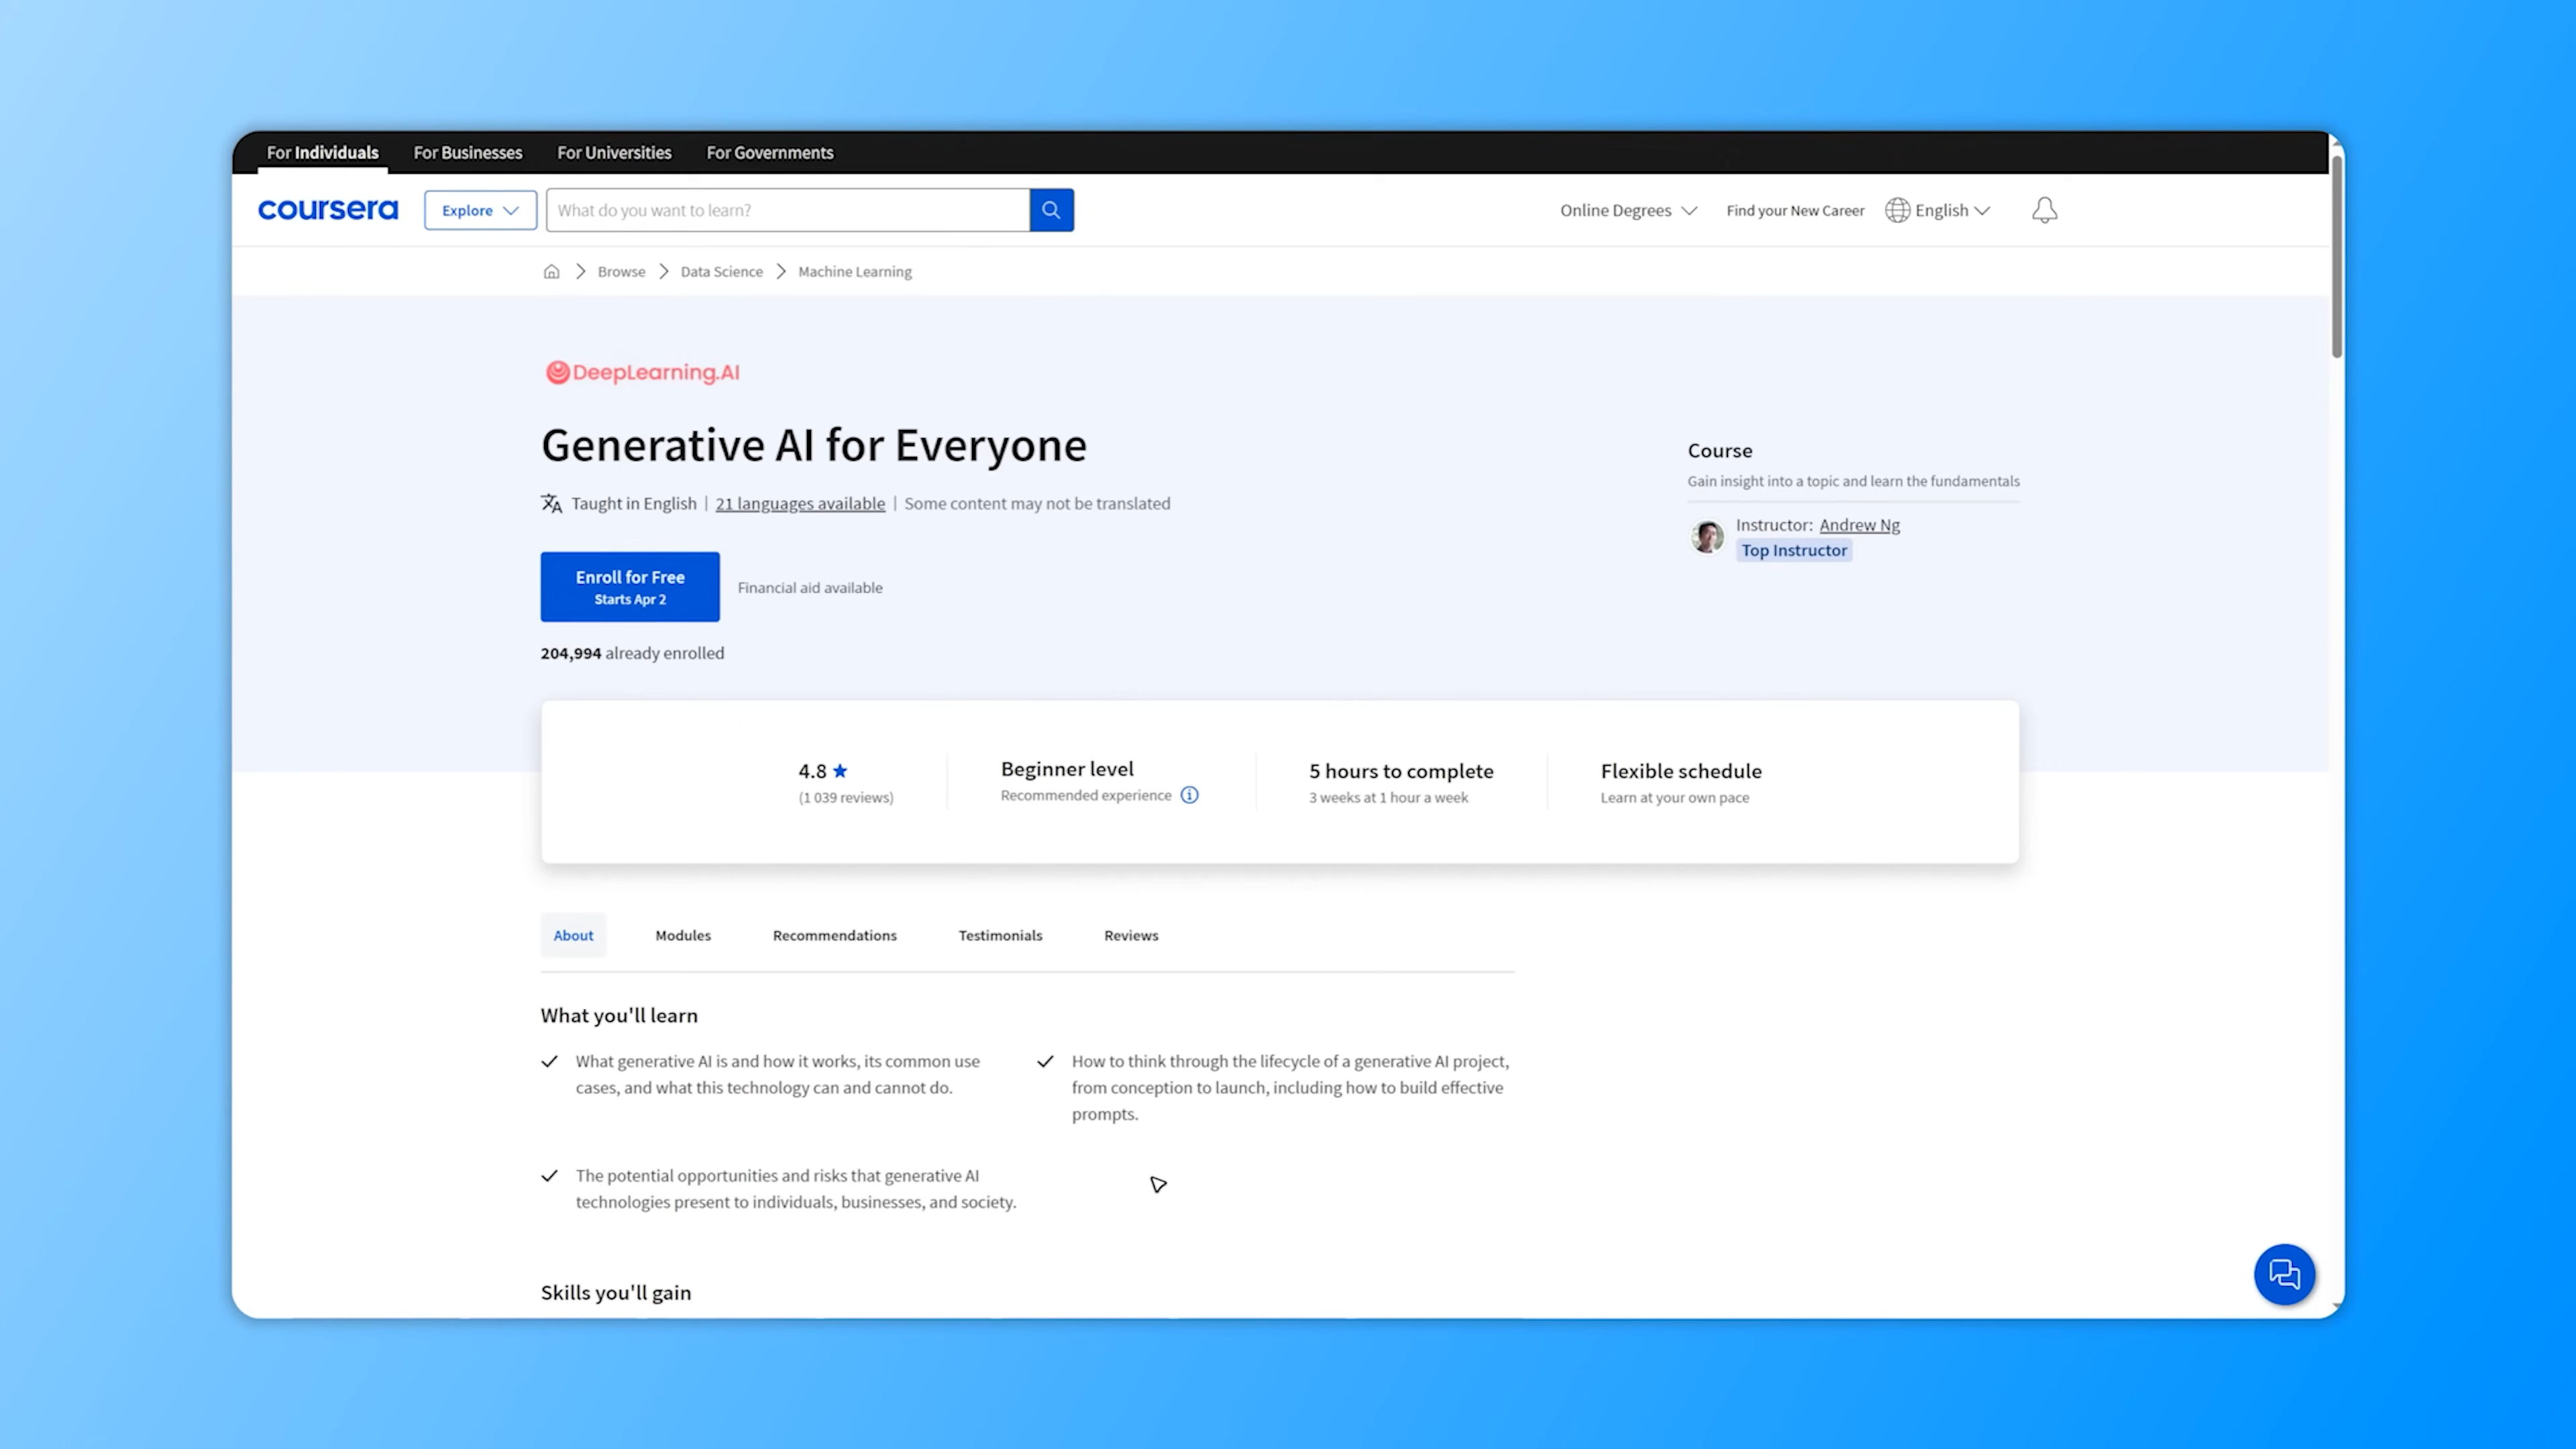 For Individuals
For Businesses
For Universities
For Governments
coursera
Explore
What do you want to learn?
Online Degrees
Find your New Career
English
Browse
Data Science
Machine Learning
DeepLearning.AI
Generative AI for Everyone
Taught in English | 21 languages available | Some content may not be translated
Enroll for Free
Starts Apr 2
Financial aid available
204,994 already enrolled
Course
Gain insight into a topic and learn the fundamentals
Instructor: Andrew Ng
Top Instructor
4.8
(1 039 reviews)
Beginner level
Recommended experience
5 hours to complete
3 weeks at 1 hour a week
Flexible schedule
Learn at your own pace
About
Modules
Recommendations
Testimonials
Reviews
What you'll learn
What generative AI is and how it works, its common use
cases, and what this technology can and cannot do.
How to think through the lifecycle of a generative AI project,
from conception to launch, including how to build effective
prompts.
The potential opportunities and risks that generative AI
technologies present to individuals, businesses, and society.
Skills you'll gain